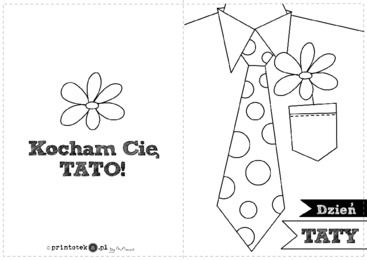 Kocham Cię,
TATO!
© printotek a.pl
Dzień
TATY